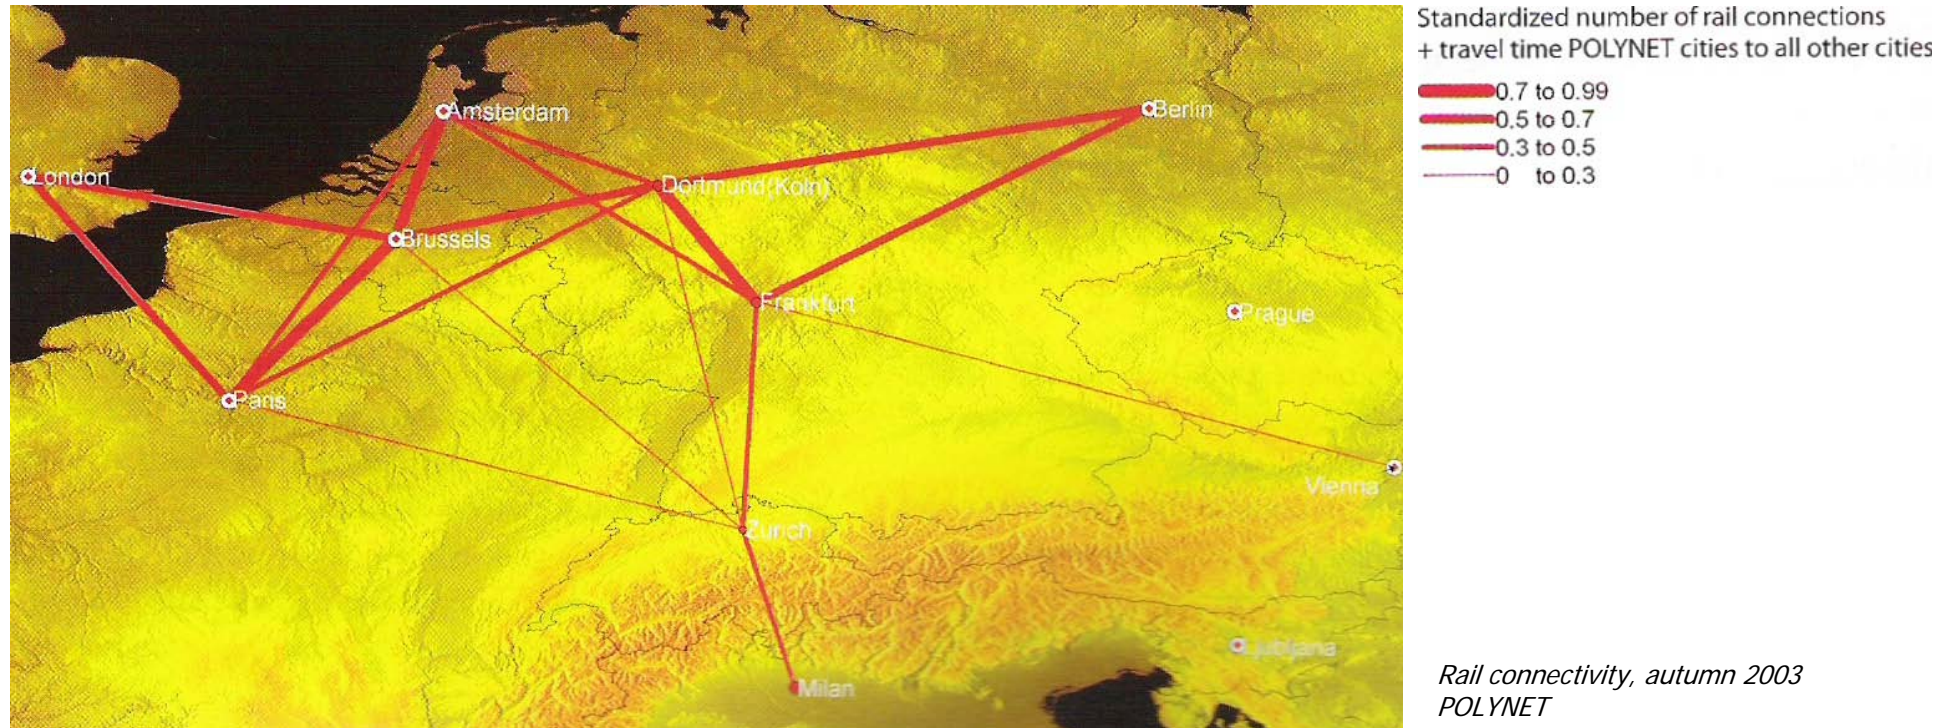 Standardized number of rail connections
+ travel time POLYNET cities to all other cities
0.7 to 0.99
0.5 to 0.7
0.3 to 0.5
0 to 0.3
Amsterdam
Berlin
London
Dortmund(Koln)
Brussels
Frankfurt
Prague
Paris
Vienna
Zurich
Ljubljana
Milan
Rail connectivity, autumn 2003
POLYNET